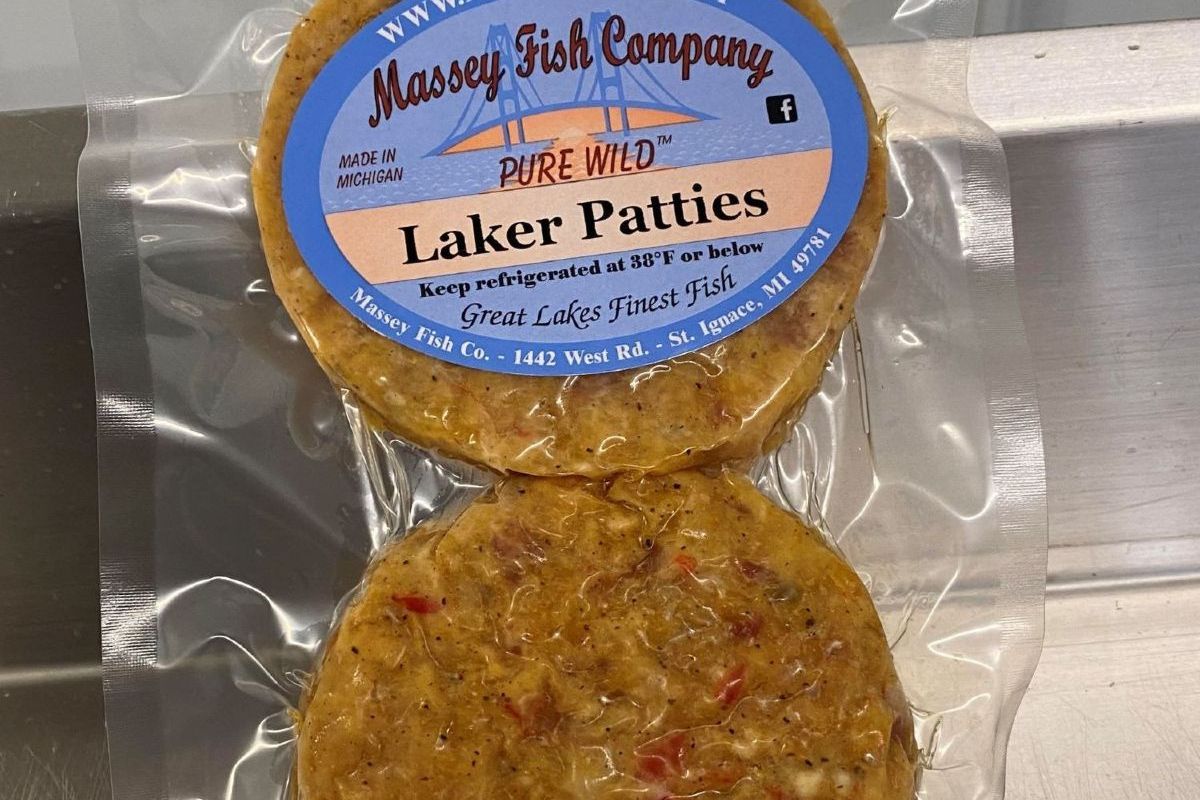 www.
Massey Fish Company
f
MADE IN
MICHIGAN
PURE WILD™
Laker Patties
Keep refrigerated at 38°F or below
Great Lakes Finest Fish
Massey Fish Co. - 1442 West Rd. - St. Ignace, MI 49781